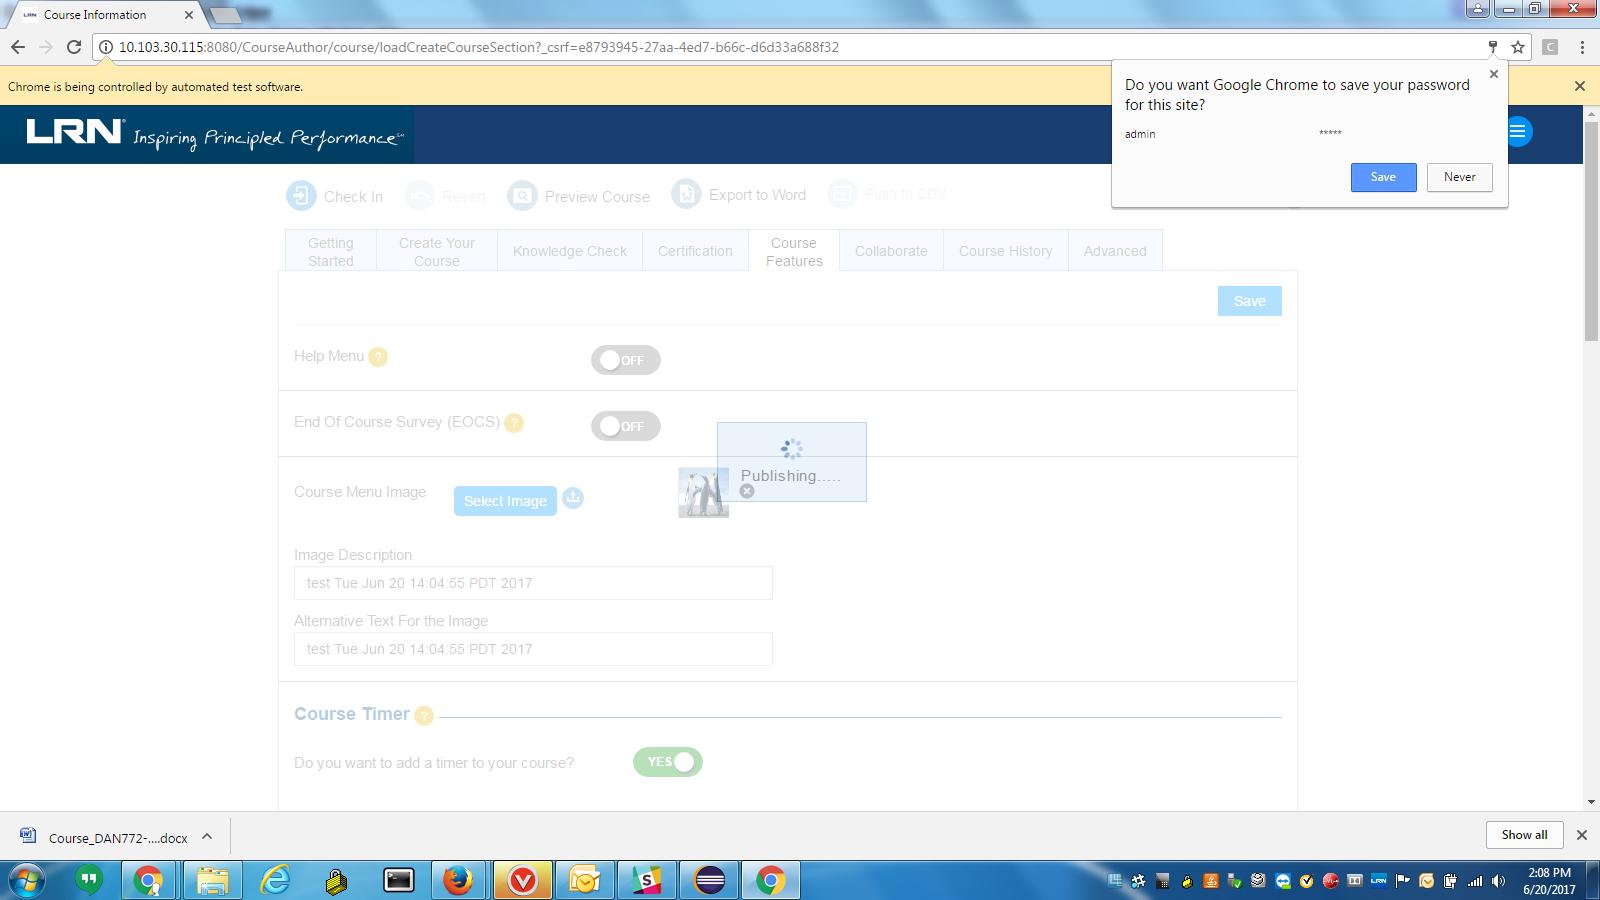 LRN Course Information
10.103.30.115:8080/CourseAuthor/course/loadCreateCourseSection?_csrf=e8793945-27aa-4ed7-b66c-d6d33a688f32
C
Chrome is being controlled by automated test software.
Do you want Google Chrome to save your password
for this site?
admin *****
Save Never
LRN Inspiring Principled Performance℠
Check In Revert Preview Course Export to Word Push to CDV
Getting
Started
Create Your
Course
Knowledge Check
Certification
Course
Features
Collaborate
Course History
Advanced
Save
Help Menu ? OFF
End Of Course Survey (EOCS) ? OFF
Publishing.....
Course Menu Image Select Image
Image Description
test Tue Jun 20 14:04:55 PDT 2017
Alternative Text For the Image
test Tue Jun 20 14:04:55 PDT 2017
Course Timer ?
Do you want to add a timer to your course? YES
Course_DAN772-....docx
Show all
LRN
2:08 PM
6/20/2017